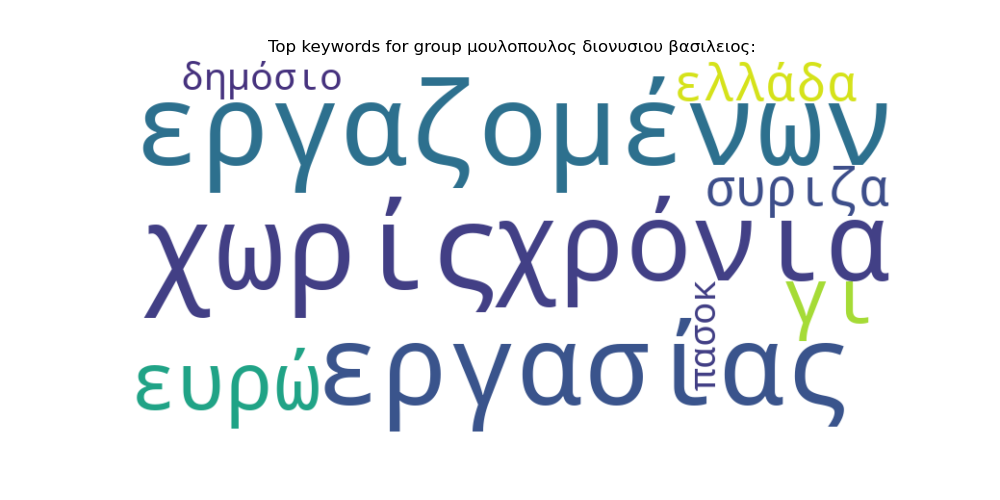 Top keywords for group μουλοπουλος διονυσιου βασιλειος:
δημόσιο
ελλάδα
εργαζομένων
συριζα
χωρίς
χρόνια
γι
πασοκ
ευρώ
εργασίας